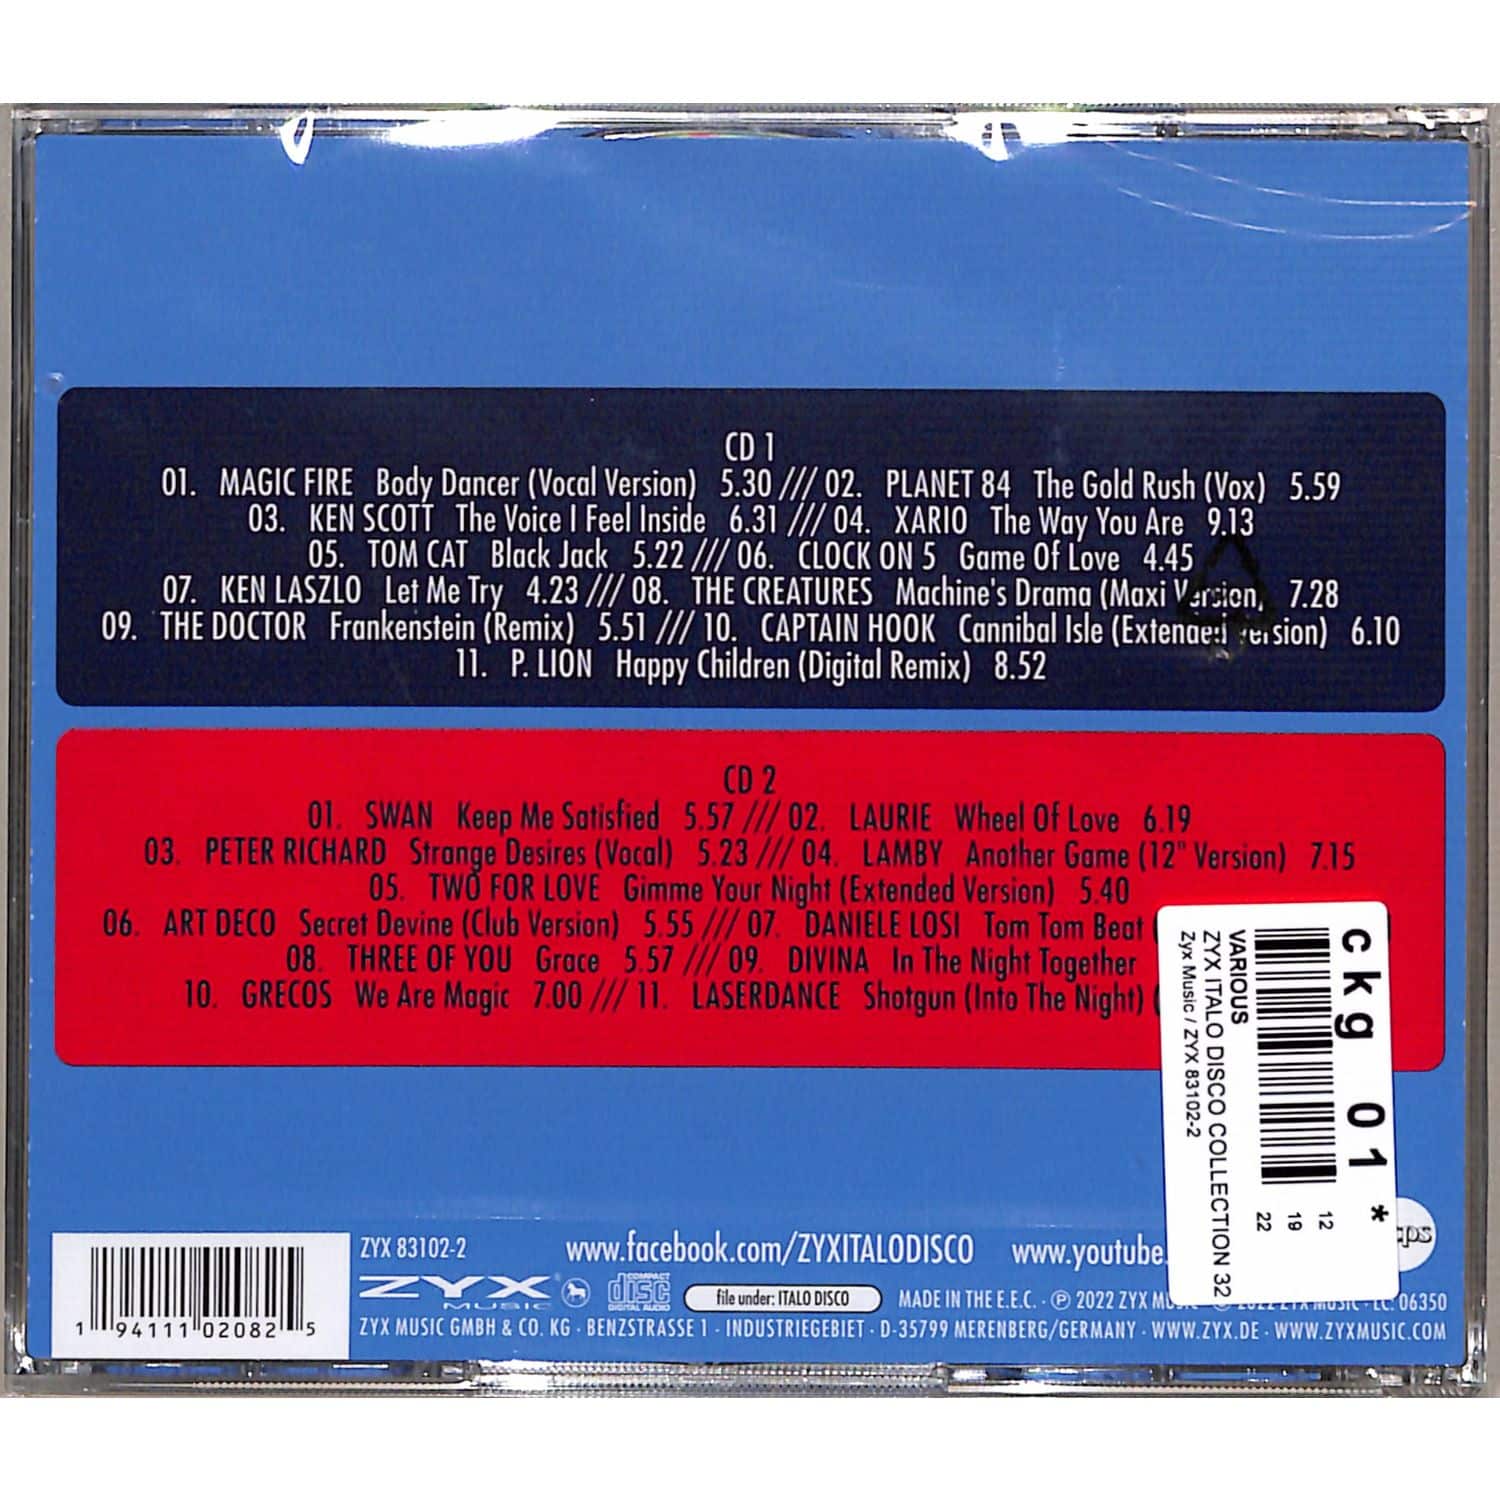 CD 1
01. MAGIC FIRE Body Dancer (Vocal Version) 5.30 /// 02. PLANET 84 The Gold Rush (Vox) 5.59
03. KEN SCOTT The Voice I Feel Inside 6.31 /// 04. XARIO The Way You Are 9.13
05. TOM CAT Black Jack 5.22 /// 06. CLOCK ON 5 Game Of Love 4.45
07. KEN LASZLO Let Me Try 4.23 /// 08. THE CREATURES Machine's Drama (Maxi Version) 7.28
09. THE DOCTOR Frankenstein (Remix) 5.51 /// 10. CAPTAIN HOOK Cannibal Isle (Extended Version) 6.10
11. P. LION Happy Children (Digital Remix) 8.52
CD 2
01. SWAN Keep Me Satisfied 5.57 /// 02. LAURIE Wheel Of Love 6.19
03. PETER RICHARD Strange Desires (Vocal) 5.23 /// 04. LAMBY Another Game (12" Version) 7.15
05. TWO FOR LOVE Gimme Your Night (Extended Version) 5.40
06. ART DECO Secret Devine (Club Version) 5.55 /// 07. DANIELE LOSI Tom Tom Beat (
08. THREE OF YOU Grace 5.57 /// 09. DIVINA In The Night Together
10. GRECOS We Are Magic 7.00 /// 11. LASERDANCE Shotgun (Into The Night) (
ckg 01 *
12
19
22
VARIOUS
ZYX ITALO DISCO COLLECTION 32
Zyx Music / ZYX 83102-2
1 94111 02082 5
ZYX 83102-2
www.facebook.com/ZYXITALODISCO www.youtube.
ZYX MUSIC
COMPACT disc DIGITAL AUDIO
file under: ITALO DISCO
MADE IN THE E.E.C. · ℗ 2022 ZYX MUSIC © 2022 ZYX MUSIC · LC. 06350
ZYX MUSIC GMBH & CO. KG · BENZSTRASSE 1 · INDUSTRIEGEBIET · D-35799 MERENBERG/GERMANY · WWW.ZYX.DE · WWW.ZYXMUSIC.COM